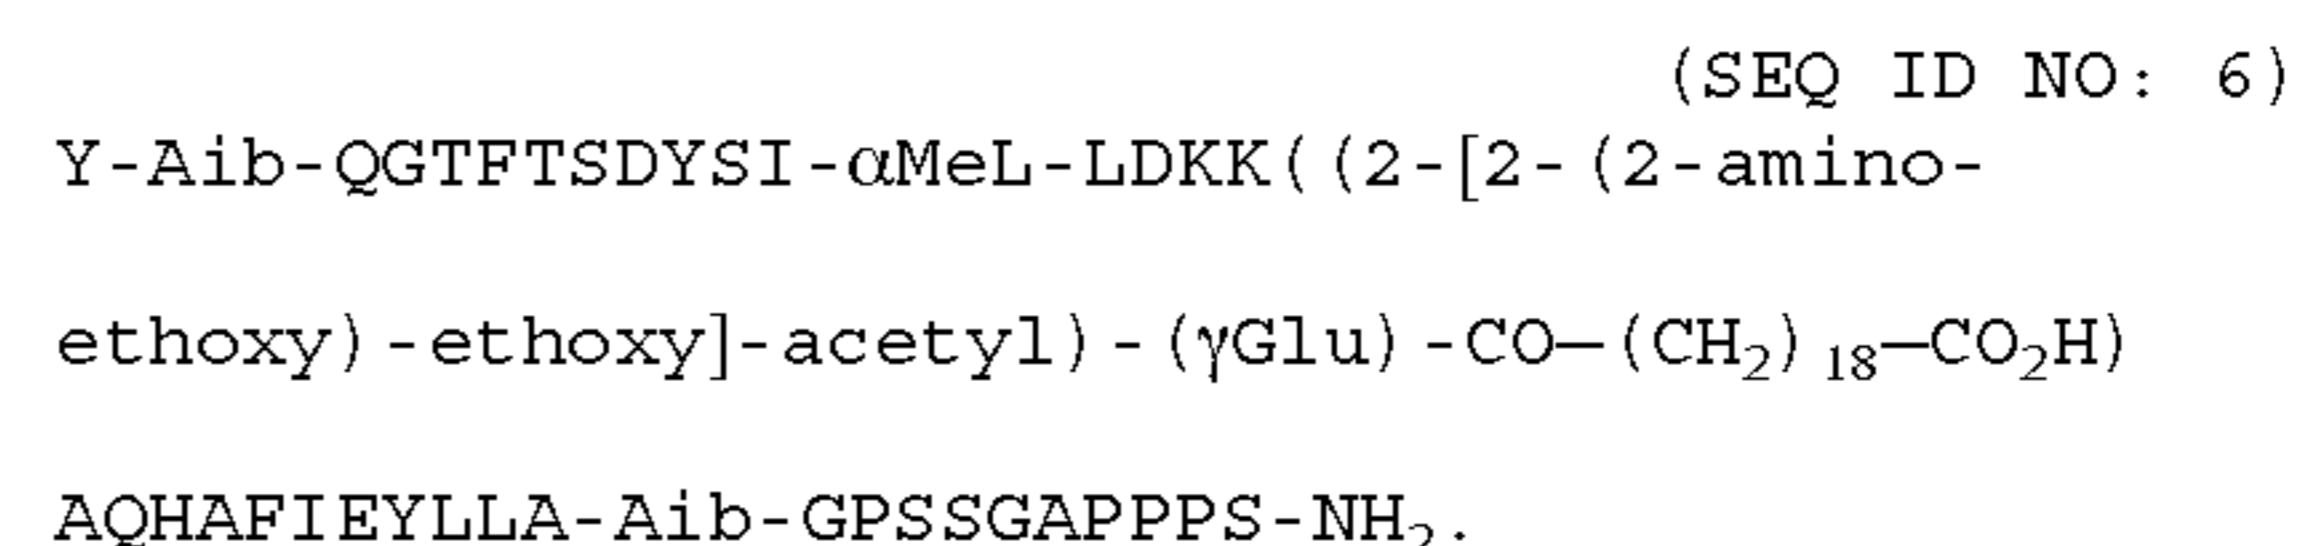 (SEQ ID NO: 6)
Y-Aib-QGTFTSDYSI-αMeL-LDKK((2-[2-(2-amino-
ethoxy)-ethoxy]-acetyl)-(γGlu)-CO—(CH₂)₁₈—CO₂H)
AQHAFIEYLLA-Aib-GPSSGAPPPS-NH₂.